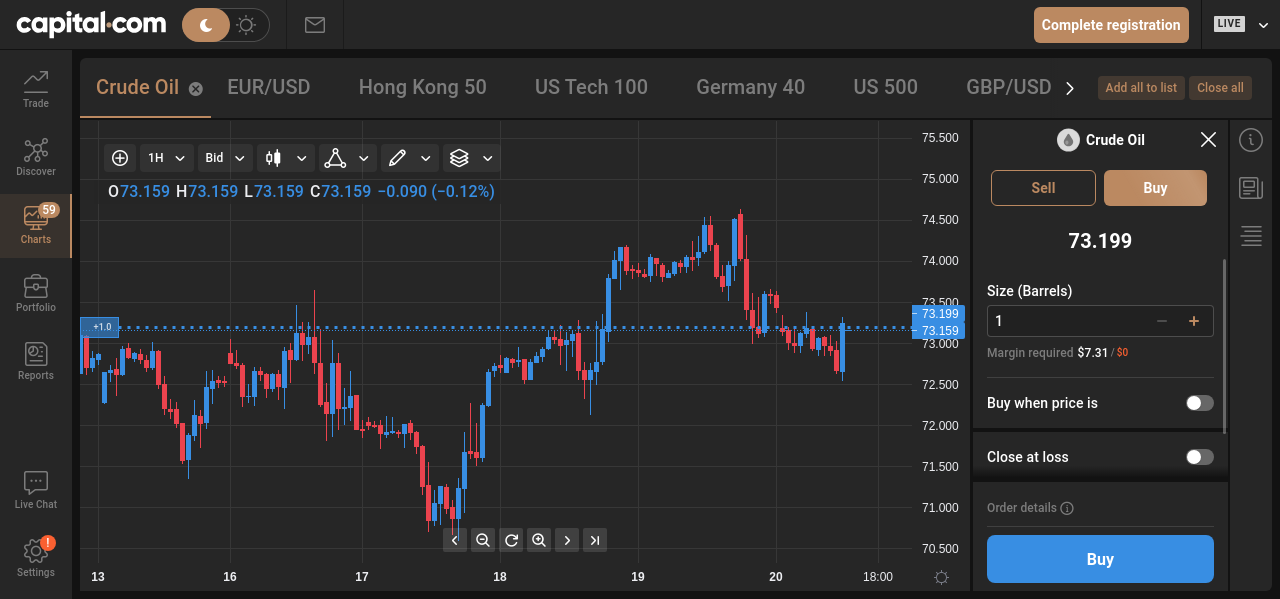 capital.com
Complete registration
LIVE
Trade
Discover
59
Charts
Portfolio
Reports
Live Chat
!
Settings
Crude Oil
EUR/USD
Hong Kong 50
US Tech 100
Germany 40
US 500
GBP/USD
Add all to list
Close all
1H
Bid
O73.159 H73.159 L73.159 C73.159 −0.090 (−0.12%)
+1.0
75.500
75.000
74.500
74.000
73.500
73.199
73.159
73.000
72.500
72.000
71.500
71.000
70.500
13
16
17
18
19
20
18:00
Crude Oil
Sell
Buy
73.199
Size (Barrels)
1
Margin required $7.31 / $0
Buy when price is
Close at loss
Order details
Buy